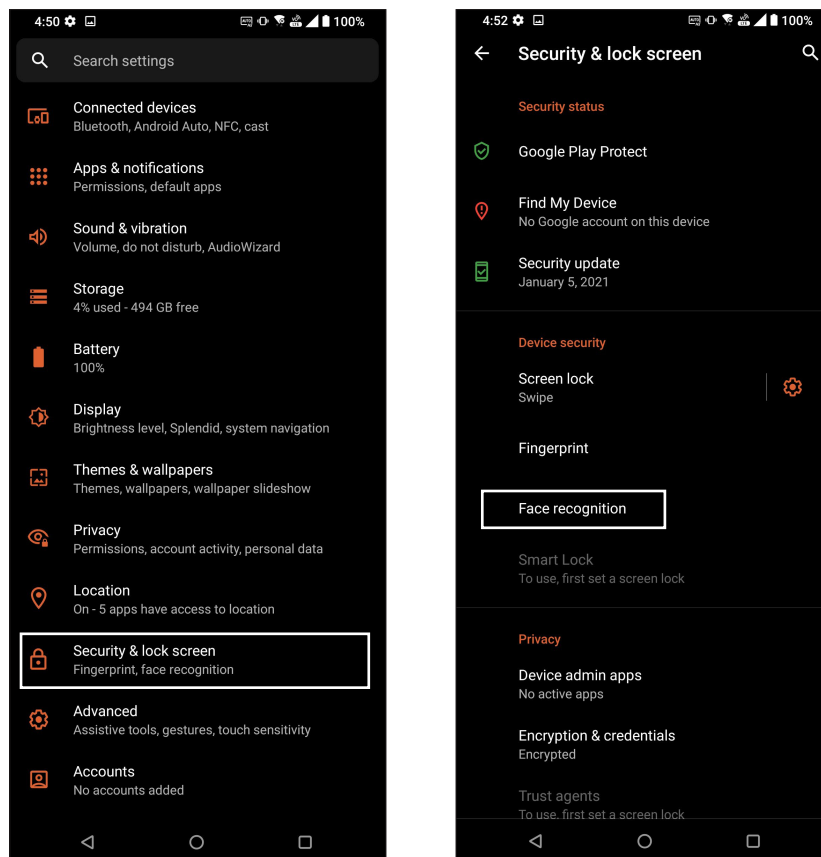 4:50
100%
Search settings
Connected devices
Bluetooth, Android Auto, NFC, cast
Apps & notifications
Permissions, default apps
Sound & vibration
Volume, do not disturb, AudioWizard
Storage
4% used - 494 GB free
Battery
100%
Display
Brightness level, Splendid, system navigation
Themes & wallpapers
Themes, wallpapers, wallpaper slideshow
Privacy
Permissions, account activity, personal data
Location
On - 5 apps have access to location
Security & lock screen
Fingerprint, face recognition
Advanced
Assistive tools, gestures, touch sensitivity
Accounts
No accounts added
4:52
100%
Security & lock screen
Security status
Google Play Protect
Find My Device
No Google account on this device
Security update
January 5, 2021
Device security
Screen lock
Swipe
Fingerprint
Face recognition
Smart Lock
To use, first set a screen lock
Privacy
Device admin apps
No active apps
Encryption & credentials
Encrypted
Trust agents
To use, first set a screen lock